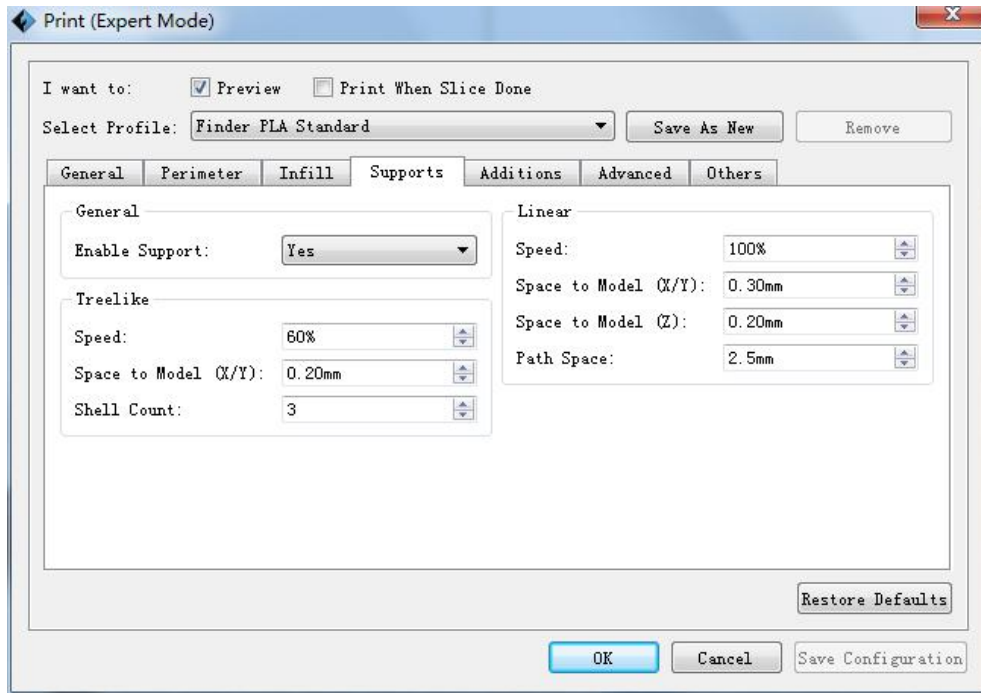 Print (Expert Mode)
I want to: Preview Print When Slice Done
Select Profile: Finder PLA Standard Save As New Remove
General Perimeter Infill Supports Additions Advanced Others
General
Enable Support: Yes
Treelike
Speed: 60%
Space to Model (X/Y): 0.20mm
Shell Count: 3
Linear
Speed: 100%
Space to Model (X/Y): 0.30mm
Space to Model (Z): 0.20mm
Path Space: 2.5mm
Restore Defaults
OK Cancel Save Configuration